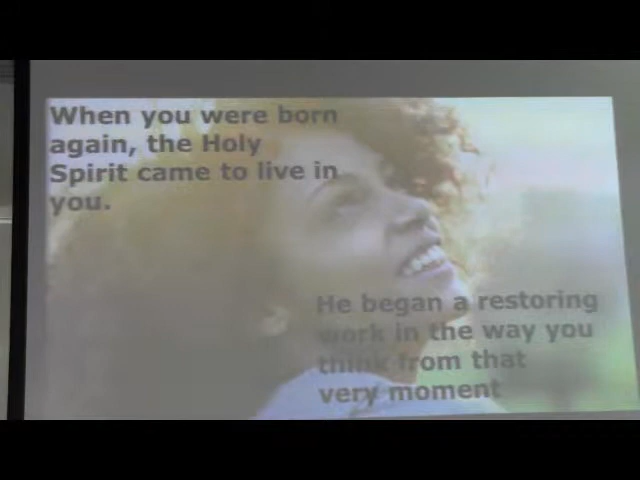 When you were born
again, the Holy
Spirit came to live in
you.
He began a restoring
work in the way you
think from that
very moment